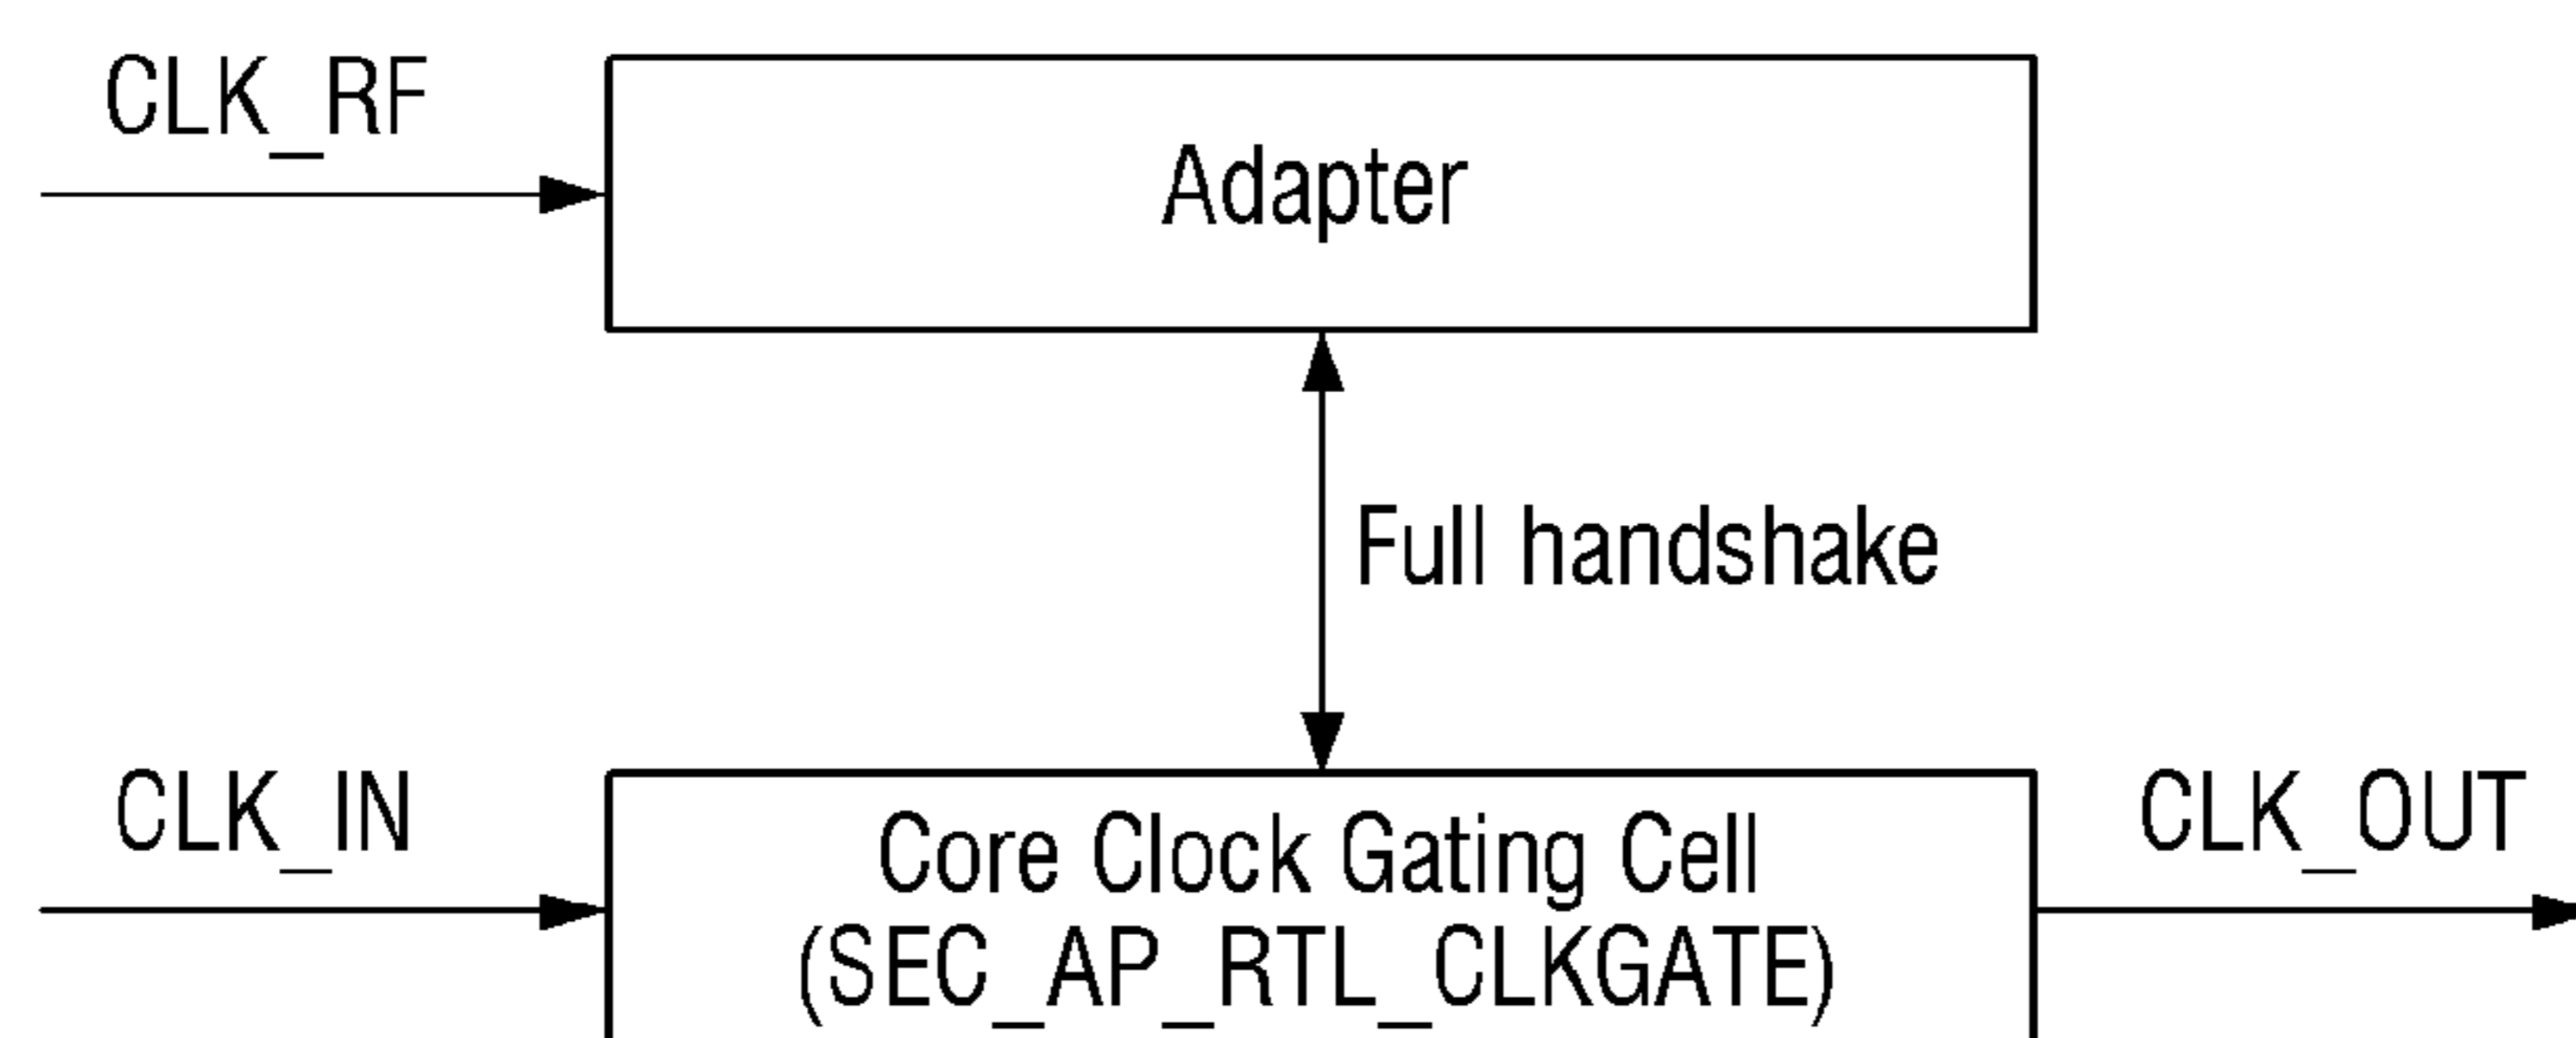 CLK_RF
Adapter
Full handshake
CLK_IN
Core Clock Gating Cell
(SEC_AP_RTL_CLKGATE)
CLK_OUT